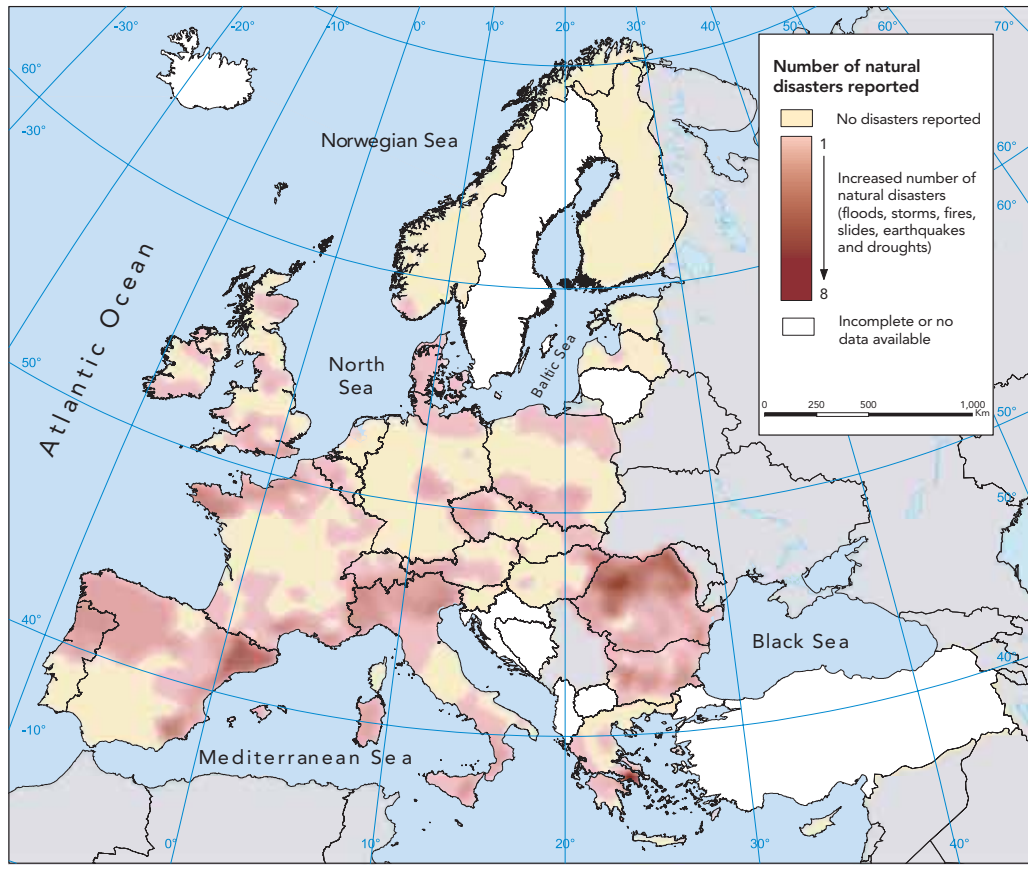 -30°
-20°
-10°
0°
10°
20°
30°
40°
50°
60°
70°
60°
-30°
50°
40°
-10°
60°
60°
50°
50°
40°
0°
10°
20°
30°
40°
Norwegian Sea
Atlantic Ocean
North
Sea
Baltic Sea
Black Sea
Mediterranean Sea
Number of natural
disasters reported
No disasters reported
1
Increased number of
natural disasters
(floods, storms, fires,
slides, earthquakes
and droughts)
8
Incomplete or no
data available
0 250 500 1,000
Km